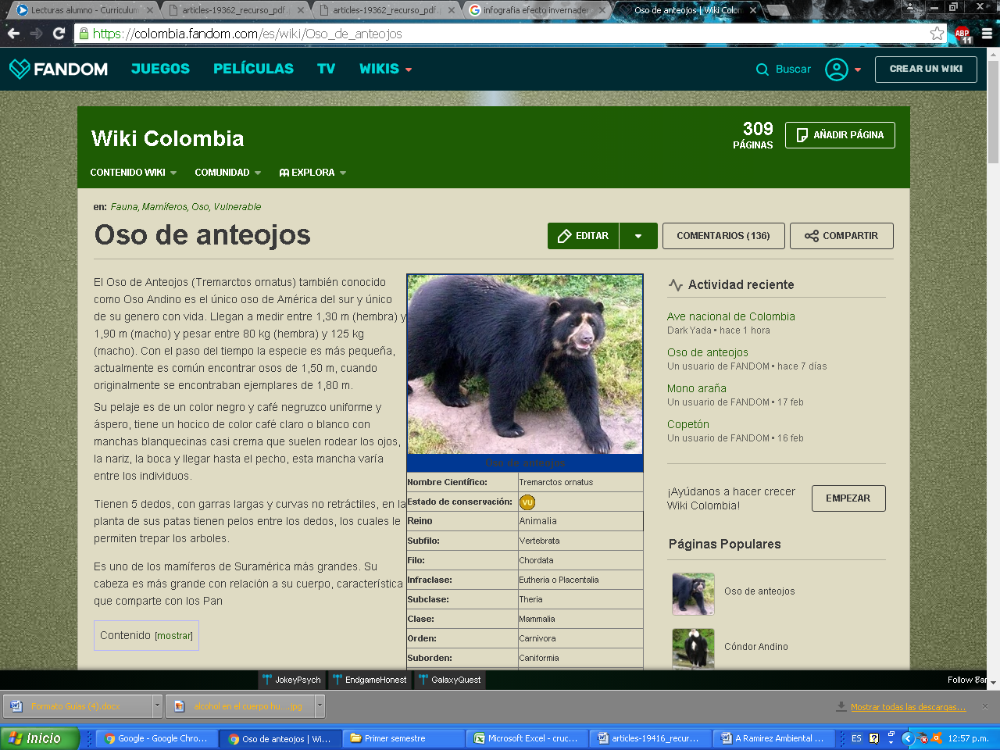 Lecturas alumno - Curriculum
articles-19362_recurso_pdf.
articles-19362_recurso_pdf.
infografia efecto invernader
Oso de anteojos | Wiki Colom
https://colombia.fandom.com/es/wiki/Oso_de_anteojos
ABP
11
FANDOM
JUEGOS
PELÍCULAS
TV
WIKIS
Buscar
CREAR UN WIKI
Wiki Colombia
309
PÁGINAS
AÑADIR PÁGINA
CONTENIDO WIKI
COMUNIDAD
EXPLORA
en: Fauna, Mamíferos, Oso, Vulnerable
Oso de anteojos
EDITAR
COMENTARIOS (136)
COMPARTIR
El Oso de Anteojos (Tremarctos ornatus) también conocido
como Oso Andino es el único oso de América del sur y único
de su genero con vida. Llegan a medir entre 1,30 m (hembra) y
1,90 m (macho) y pesar entre 80 kg (hembra) y 125 kg
(macho). Con el paso del tiempo la especie es más pequeña,
actualmente es común encontrar osos de 1,50 m, cuando
originalmente se encontraban ejemplares de 1,80 m.
Su pelaje es de un color negro y café negruzco uniforme y
áspero, tiene un hocico de color café claro o blanco con
manchas blanquecinas casi crema que suelen rodear los ojos,
la nariz, la boca y llegar hasta el pecho, esta mancha varía
entre los individuos.
Tienen 5 dedos, con garras largas y curvas no retráctiles, en la
planta de sus patas tienen pelos entre los dedos, los cuales le
permiten trepar los arboles.
Es uno de los mamíferos de Suramérica más grandes. Su
cabeza es más grande con relación a su cuerpo, característica
que comparte con los Pan
Contenido [mostrar]
Oso de anteojos
Nombre Científico: Tremarctos ornatus
Estado de conservación: VU
Reino Animalia
Subfilo: Vertebrata
Filo: Chordata
Infraclase: Eutheria o Placentalia
Subclase: Theria
Clase: Mammalia
Orden: Carnivora
Suborden: Caniformia
Actividad reciente
Ave nacional de Colombia
Dark Yada • hace 1 hora
Oso de anteojos
Un usuario de FANDOM • hace 7 días
Mono araña
Un usuario de FANDOM • 17 feb
Copetón
Un usuario de FANDOM • 16 feb
¡Ayúdanos a hacer crecer
Wiki Colombia!
EMPEZAR
Páginas Populares
Oso de anteojos
Cóndor Andino
JokeyPsych
EndgameHonest
GalaxyQuest
Follow
Formato Guias (4).docx
alcohol en el cuerpo hu....jpg
Mostrar todas las descargas...
Inicio
Google - Google Chro...
Oso de anteojos | Wi...
Primer semestre
Microsoft Excel - cruc...
articles-19416_recur...
A Ramirez Ambiental ...
ES
12:57 p.m.